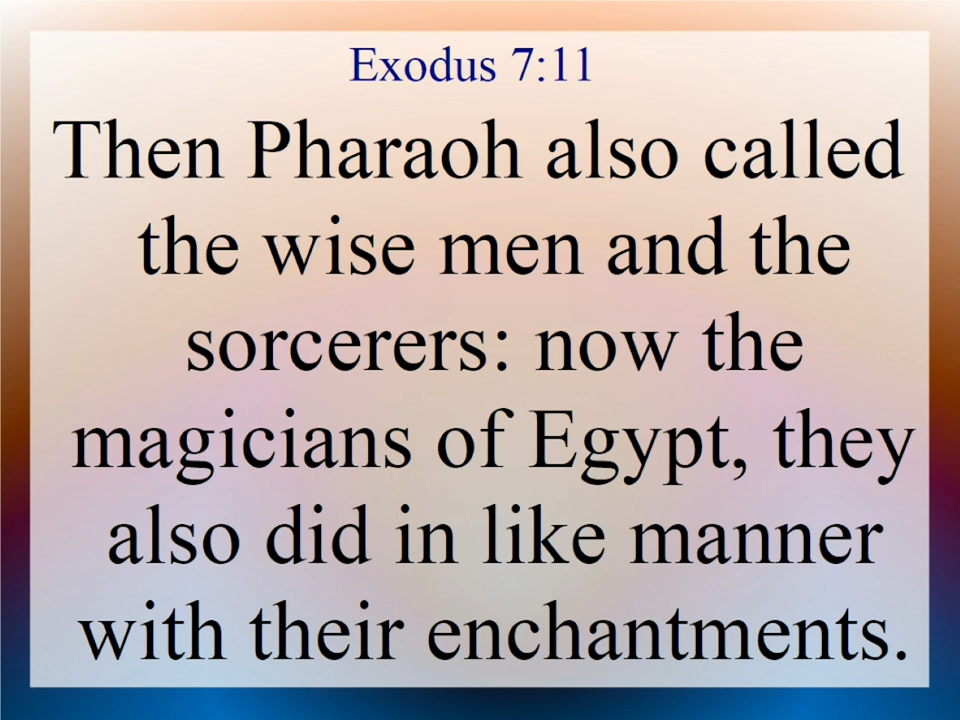 Exodus 7:11
Then Pharaoh also called
the wise men and the
sorcerers: now the
magicians of Egypt, they
also did in like manner
with their enchantments.